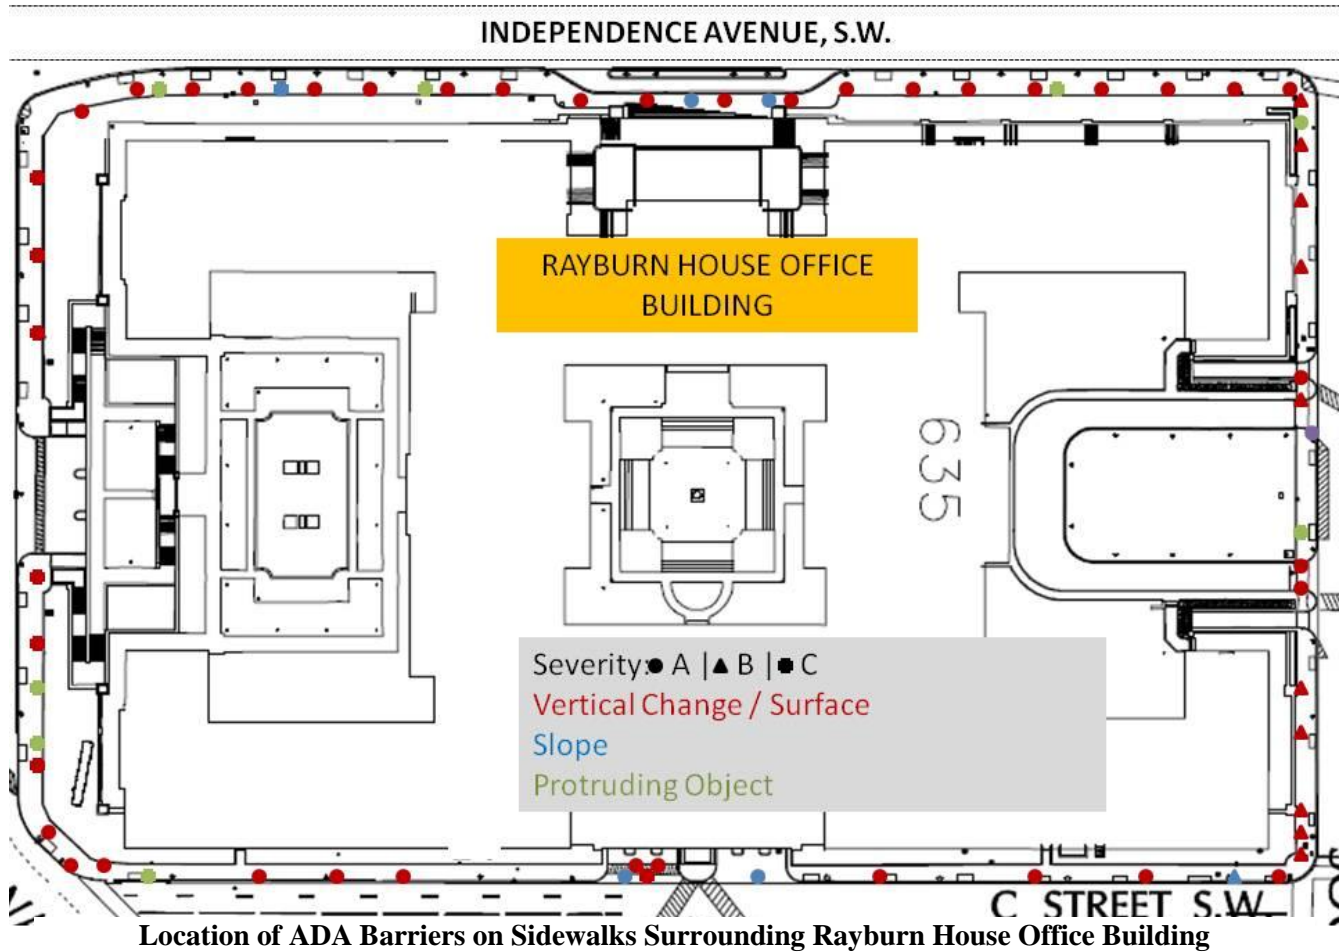 INDEPENDENCE AVENUE, S.W.
RAYBURN HOUSE OFFICE
BUILDING
635
Severity:● A |▲ B |■ C
Vertical Change / Surface
Slope
Protruding Object
C STREET S.W.
Location of ADA Barriers on Sidewalks Surrounding Rayburn House Office Building